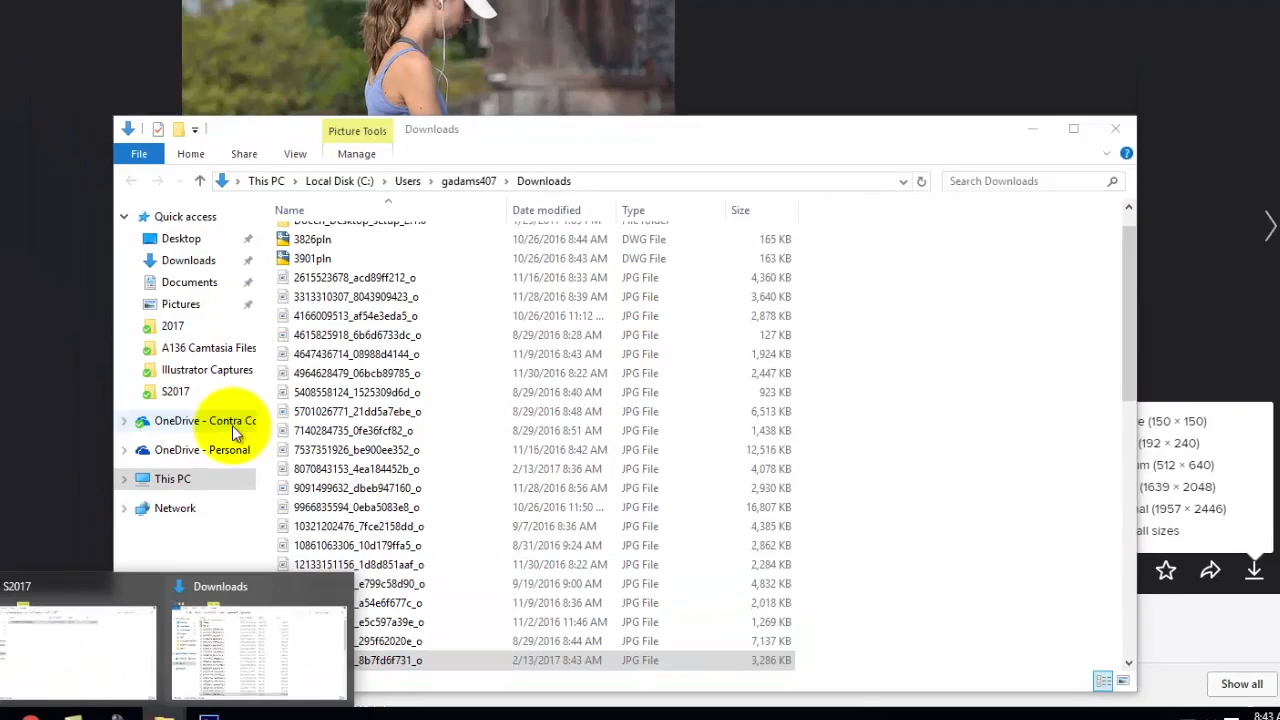 Picture Tools Downloads
File Home Share View Manage
This PC Local Disk (C:) Users gadams407 Downloads Search Downloads
Name Date modified Type Size
Quick access
Desktop
Downloads
Documents
Pictures
2017
A136 Camtasia Files
Illustrator Captures
S2017
OneDrive - Contra Co
OneDrive - Personal
This PC
Network
3826pln 10/26/2016 8:44 AM DWG File 165 KB
3901pln 10/26/2016 8:43 AM DWG File 163 KB
2615523678_acd89ff212_o 11/16/2016 8:33 AM JPG File 4,360 KB
3313310307_8043909423_o 11/28/2016 8:39 AM JPG File 3,640 KB
4166009513_af54e3eda5_o 10/26/2016 11:12 ... JPG File 2,878 KB
4615825918_6b6d6733dc_o 8/29/2016 8:28 AM JPG File 127 KB
4647436714_08988d4144_o 11/9/2016 8:43 AM JPG File 1,924 KB
4964628479_06bcb89785_o 11/30/2016 8:22 AM JPG File 2,447 KB
5408558124_1525309d6d_o 8/29/2016 8:40 AM JPG File 923 KB
5701026771_21dd5a7ebe_o 8/29/2016 8:48 AM JPG File 6,513 KB
7140284735_0fe36fcf82_o 8/29/2016 8:51 AM JPG File 1,438 KB
7537351926_be900ee352_o 11/16/2016 8:42 AM JPG File 12,516 KB
8070843153_4ea184452b_o 2/13/2017 8:36 AM JPG File 4,078 KB
9091499632_dbeb947160_o 11/28/2016 8:56 AM JPG File 2,930 KB
9966835594_0eba5083e8_o 10/26/2016 11:50 ... JPG File 16,807 KB
10321202476_7fce2158dd_o 9/7/2016 8:36 AM JPG File 4,385 KB
10861063306_10d179ffa5_o 8/31/2016 9:24 AM JPG File 2,862 KB
12133151156_1d8d851aaf_o 11/30/2016 8:22 AM JPG File 2,284 KB
_e799c58d90_o 9/19/2016 9:00 AM JPG File 4,832 KB
_a54e6f677c_o 11/9/2016 8:36 AM JPG File 2,018 KB
_e5c697a39e_o 11/2/2016 11:46 AM JPG File 1,269 KB
8/29/2016 8:44 AM JPG File 7,137 KB
_8b7fd6f731_o 2/13/2017 8:43 AM JPG File 3,286 KB
S2017 Downloads
(150 × 150)
(192 × 240)
(512 × 640)
(1639 × 2048)
(1957 × 2446)
all sizes
Show all
8:43